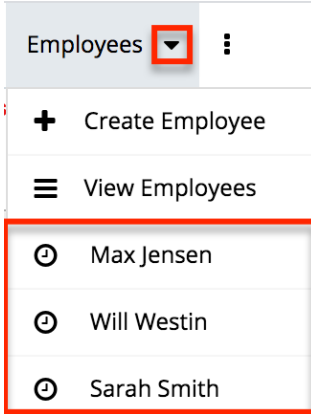 Employees
Create Employee
View Employees
Max Jensen
Will Westin
Sarah Smith